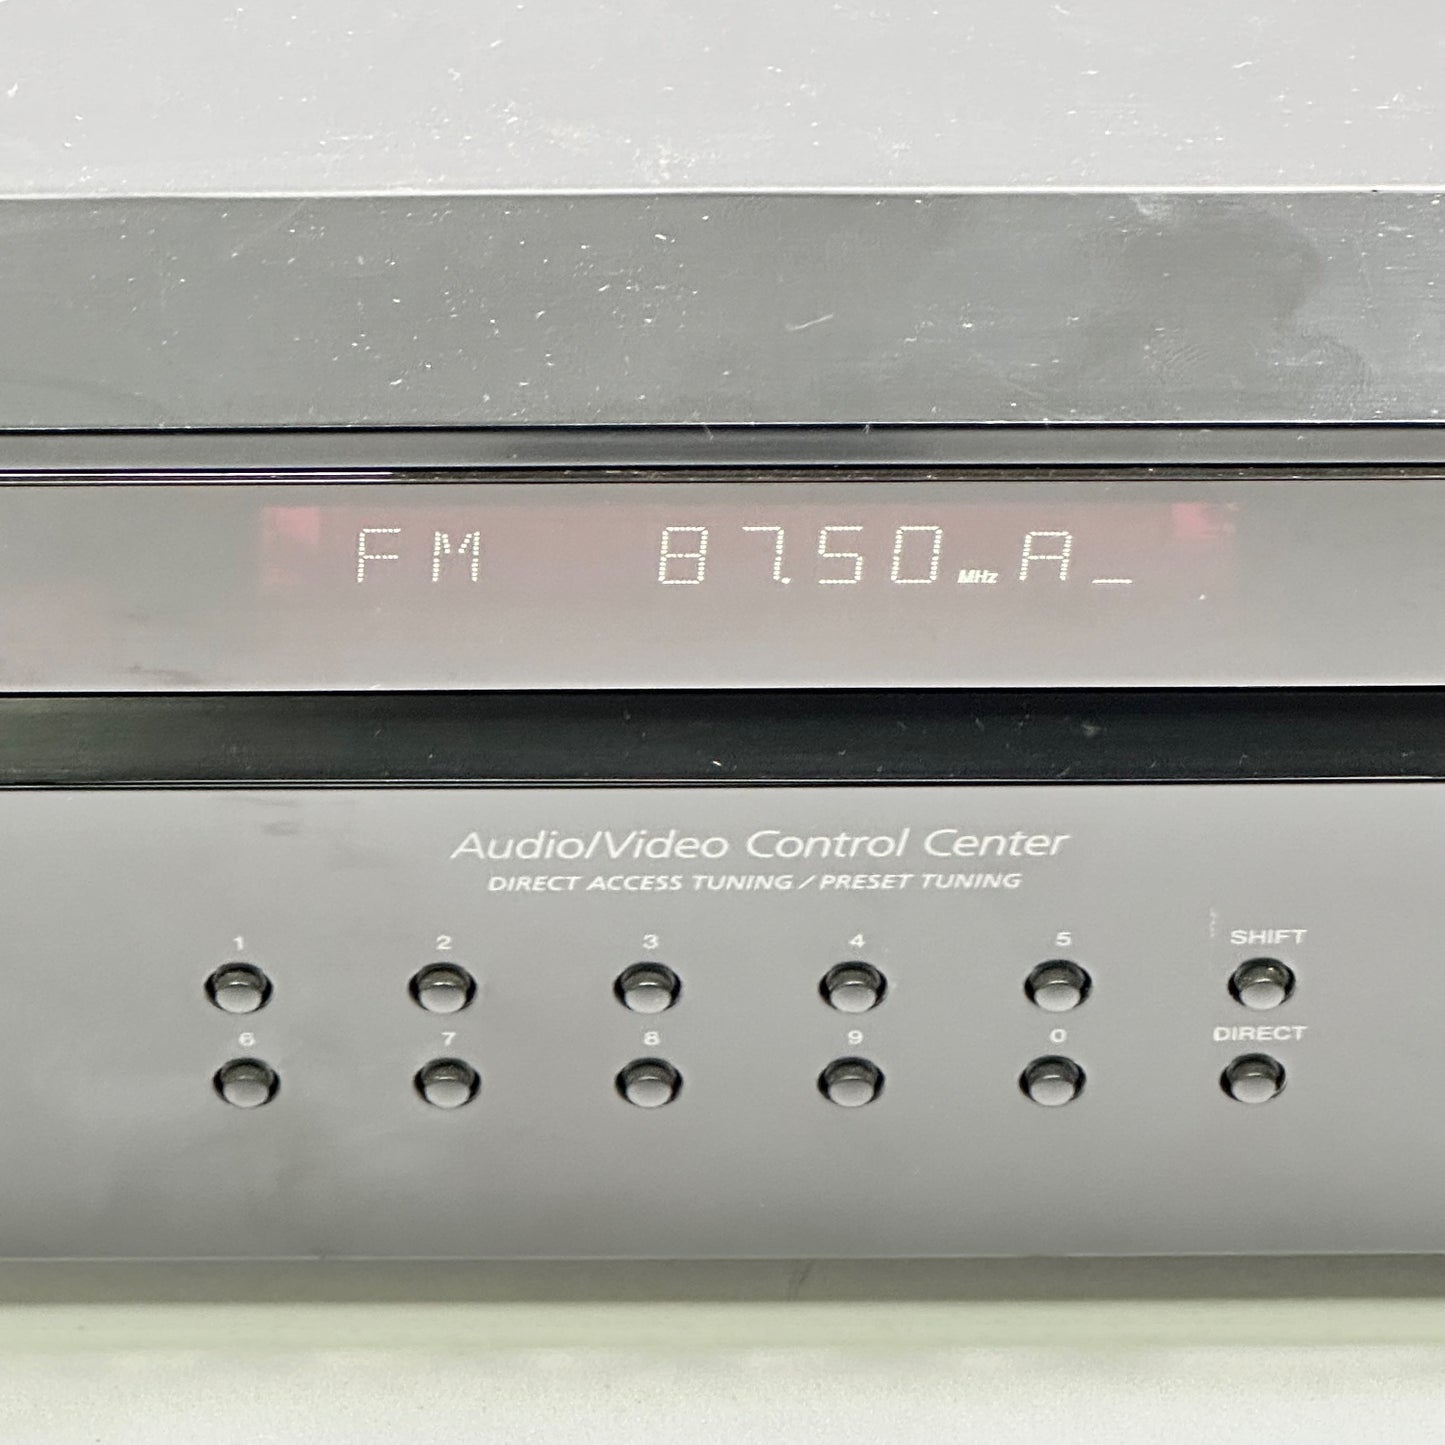 FM 87.50 MHz A_
Audio/Video Control Center
DIRECT ACCESS TUNING / PRESET TUNING
1 2 3 4 5 SHIFT
6 7 8 9 0 DIRECT